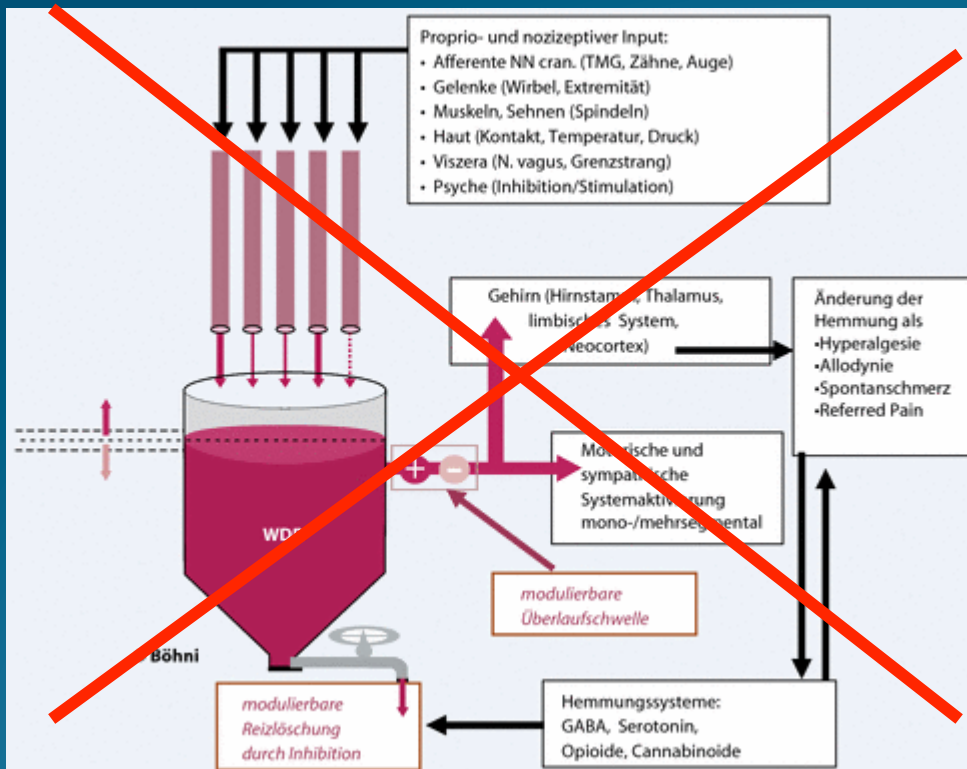 Proprio- und nozizeptiver Input:
• Afferente NN cran. (TMG, Zähne, Auge)
• Gelenke (Wirbel, Extremität)
• Muskeln, Sehnen (Spindeln)
• Haut (Kontakt, Temperatur, Druck)
• Viszera (N. vagus, Grenzstrang)
• Psyche (Inhibition/Stimulation)
Gehirn (Hirnstamm, Thalamus,
limbisches System,
Neocortex)
Änderung der
Hemmung als
•Hyperalgesie
•Allodynie
•Spontanschmerz
•Referred Pain
+ −
Motorische und
sympathische
Systemaktivierung
mono-/mehrsegmental
modulierbare
Überlaufschwelle
Böhni
modulierbare
Reizlöschung
durch Inhibition
Hemmungssysteme:
GABA, Serotonin,
Opioide, Cannabinoide